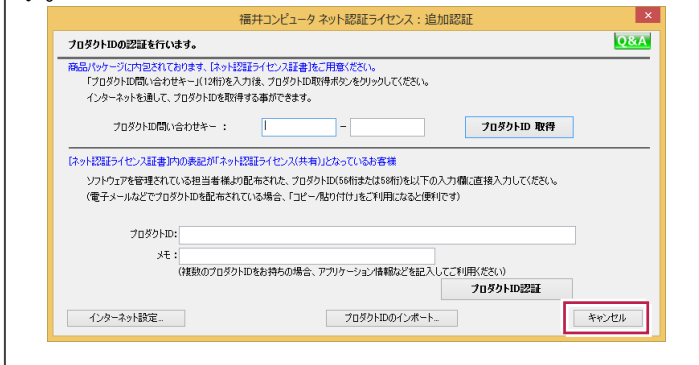 福井コンピュータ ネット認証ライセンス：追加認証
×
プロダクトIDの認証を行います。
Q&A
商品パッケージに内包されております、[ネット認証ライセンス証書]をご用意ください。
「プロダクトID問い合わせキー」(12桁)を入力後、プロダクトID取得ボタンをクリックしてください。
インターネットを通して、プロダクトIDを取得する事ができます。
プロダクトID問い合わせキー ： － プロダクトID 取得
[ネット認証ライセンス証書]内の表記が「ネット認証ライセンス(共有)」となっているお客様
ソフトウェアを管理されている担当者様より配布された、プロダクトID(56桁または58桁)を以下の入力欄に直接入力してください。
(電子メールなどでプロダクトIDを配布されている場合、「コピー/貼り付け」をご利用になると便利です)
プロダクトID:
メモ：
(複数のプロダクトIDをお持ちの場合、アプリケーション情報などを記入してご利用ください)
プロダクトID認証
インターネット設定... プロダクトIDのインポート... キャンセル